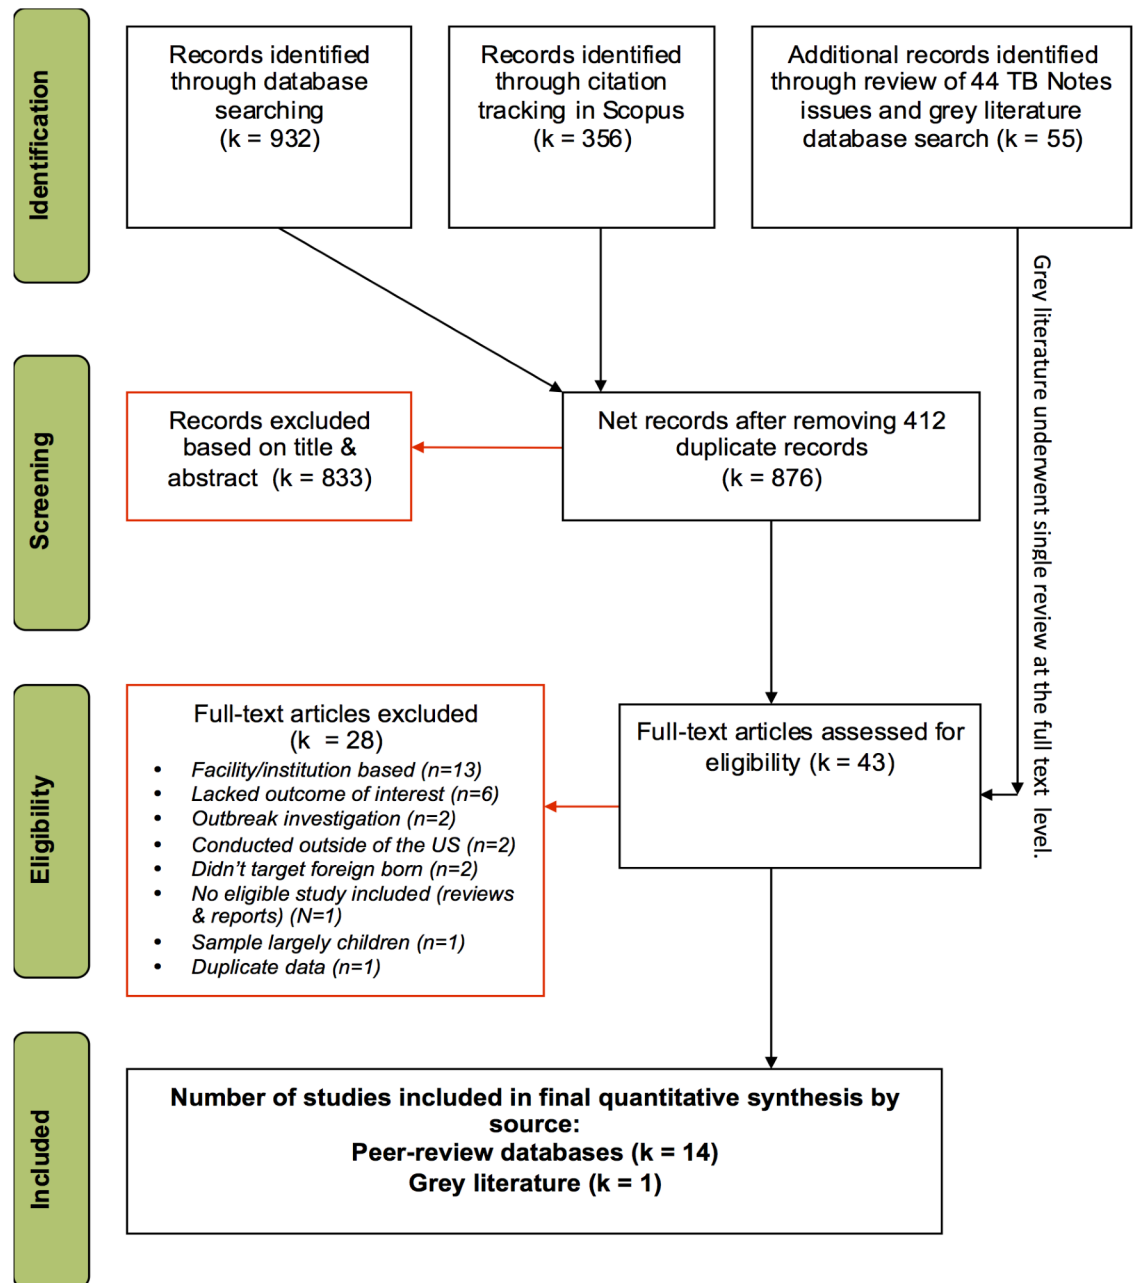 Identification
Records identified
through database
searching
(k = 932)
Records identified
through citation
tracking in Scopus
(k = 356)
Additional records identified
through review of 44 TB Notes
issues and grey literature
database search (k = 55)
Grey literature underwent single review at the full text level.
Screening
Records excluded
based on title &
abstract (k = 833)
Net records after removing 412
duplicate records
(k = 876)
Eligibility
Full-text articles excluded
(k = 28)
• Facility/institution based (n=13)
• Lacked outcome of interest (n=6)
• Outbreak investigation (n=2)
• Conducted outside of the US (n=2)
• Didn't target foreign born (n=2)
• No eligible study included (reviews
& reports) (N=1)
• Sample largely children (n=1)
• Duplicate data (n=1)
Full-text articles assessed for
eligibility (k = 43)
Included
Number of studies included in final quantitative synthesis by
source:
Peer-review databases (k = 14)
Grey literature (k = 1)